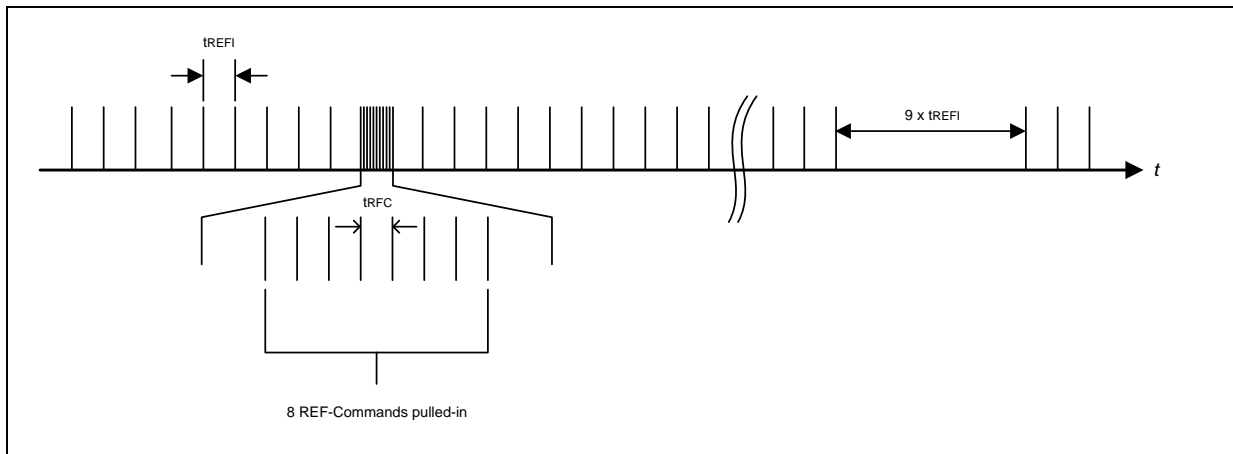 tREFI
9 x tREFI
t
tRFC
8 REF-Commands pulled-in